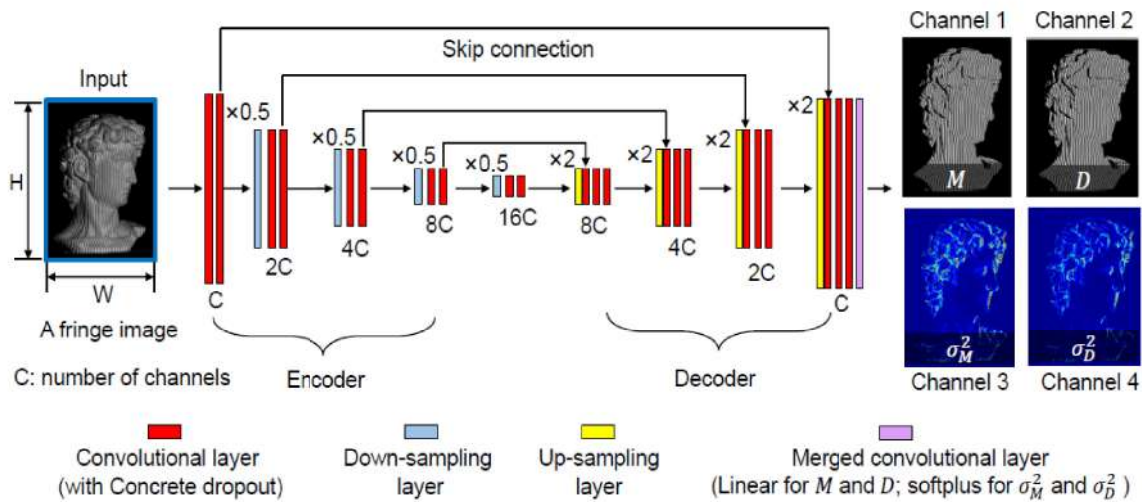 Channel 1
Channel 2
Skip connection
Input
×0.5
×0.5
×0.5
×0.5
×2
×2
×2
×2
H
W
A fringe image
C
2C
4C
8C
16C
8C
4C
2C
C
M
D
σ²_M
σ²_D
Channel 3
Channel 4
Encoder
Decoder
C: number of channels
Convolutional layer
(with Concrete dropout)
Down-sampling
layer
Up-sampling
layer
Merged convolutional layer
(Linear for M and D; softplus for σ²_M and σ²_D )